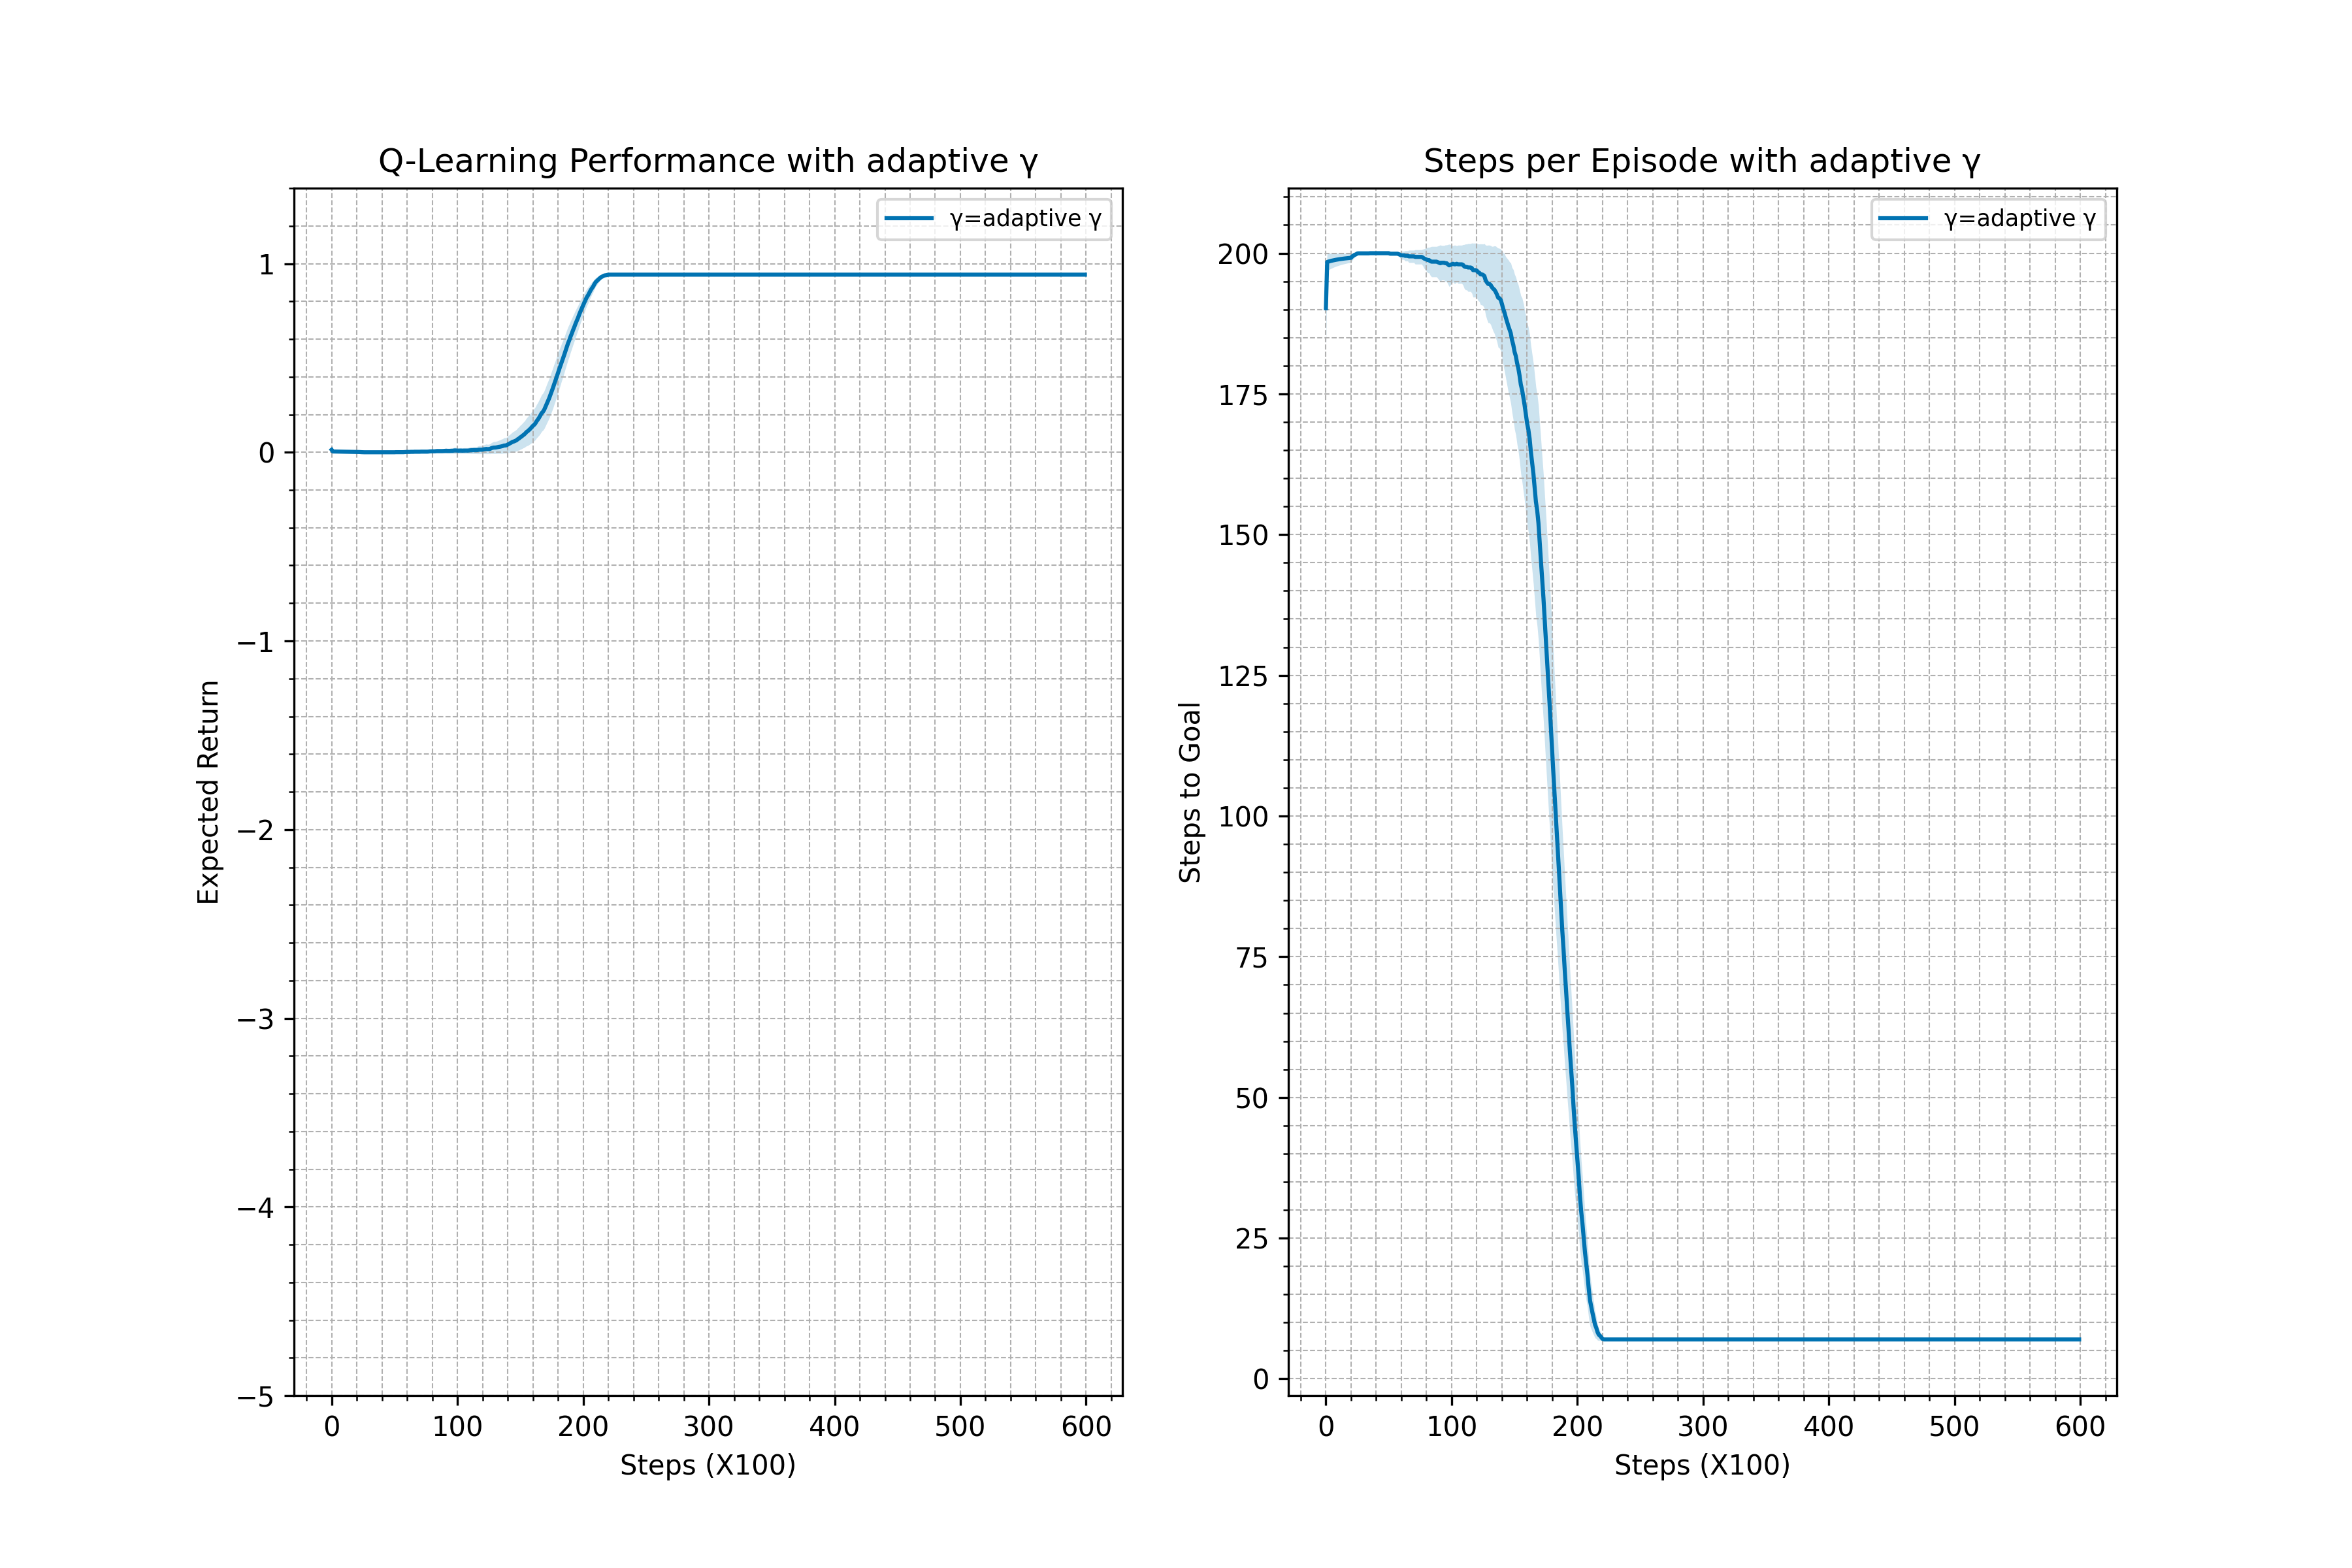 Q-Learning Performance with adaptive γ
γ=adaptive γ
1
0
−1
−2
−3
−4
−5
Expected Return
0 100 200 300 400 500 600
Steps (X100)
Steps per Episode with adaptive γ
γ=adaptive γ
200
175
150
125
100
75
50
25
0
Steps to Goal
0 100 200 300 400 500 600
Steps (X100)